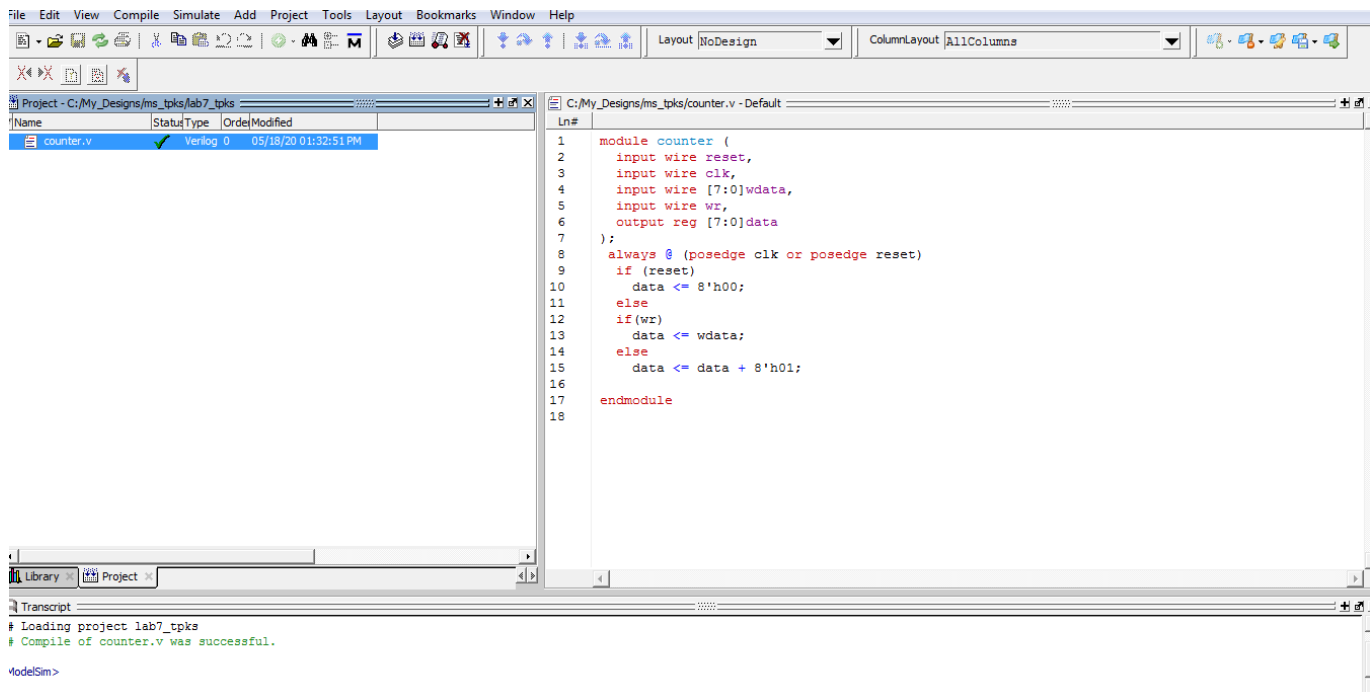 File Edit View Compile Simulate Add Project Tools Layout Bookmarks Window Help
Layout NoDesign ColumnLayout AllColumns
Project - C:/My_Designs/ms_tpks/lab7_tpks
Name Status Type Order Modified
counter.v Verilog 0 05/18/20 01:32:51 PM
Library Project
C:/My_Designs/ms_tpks/counter.v - Default
Ln#
1 module counter (
2 input wire reset,
3 input wire clk,
4 input wire [7:0]wdata,
5 input wire wr,
6 output reg [7:0]data
7 );
8 always @ (posedge clk or posedge reset)
9 if (reset)
10 data <= 8'h00;
11 else
12 if(wr)
13 data <= wdata;
14 else
15 data <= data + 8'h01;
16
17 endmodule
18
Transcript
# Loading project lab7_tpks
# Compile of counter.v was successful.
ModelSim>